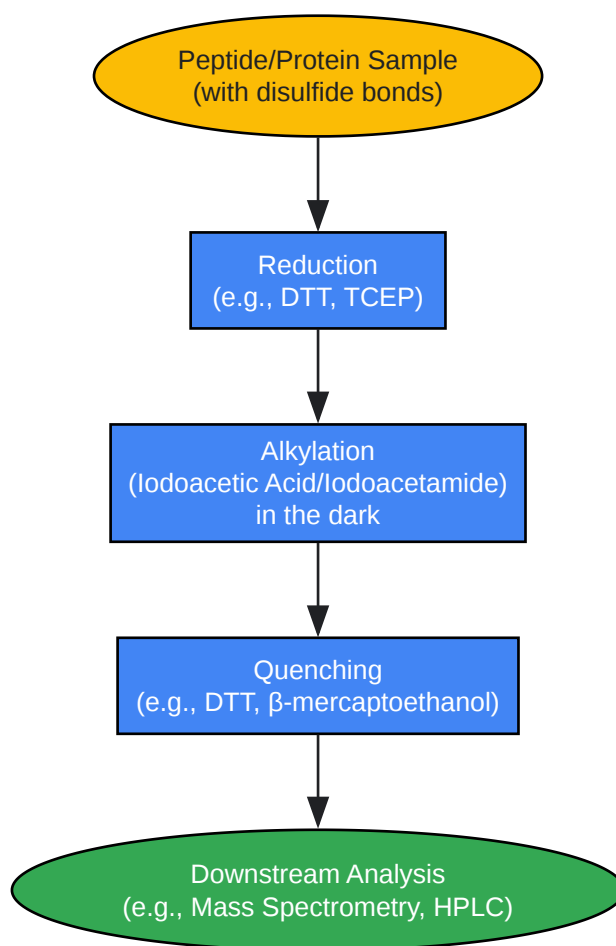 Peptide/Protein Sample
(with disulfide bonds)
Reduction
(e.g., DTT, TCEP)
Alkylation
(Iodoacetic Acid/Iodoacetamide)
in the dark
Quenching
(e.g., DTT, β-mercaptoethanol)
Downstream Analysis
(e.g., Mass Spectrometry, HPLC)